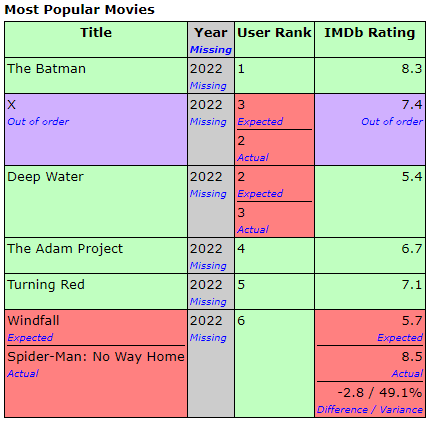 Most Popular Movies
Title Year User Rank IMDb Rating
Missing
The Batman 2022 1 8.3
Missing
X 2022 3 7.4
Out of order Missing Expected Out of order
2
Actual
Deep Water 2022 2 5.4
Missing Expected
3
Actual
The Adam Project 2022 4 6.7
Missing
Turning Red 2022 5 7.1
Missing
Windfall 2022 6 5.7
Expected Missing Expected
Spider-Man: No Way Home 8.5
Actual Actual
-2.8 / 49.1%
Difference / Variance